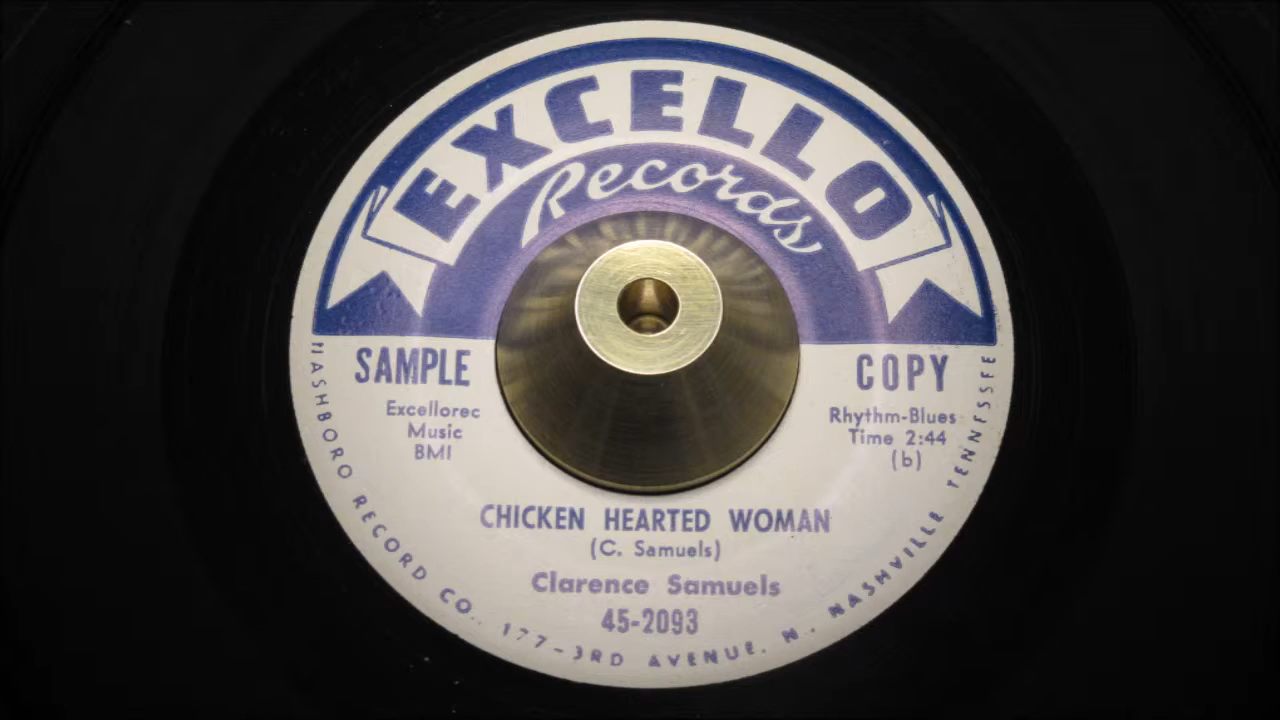 EXCELLO
Records
SAMPLE
COPY
Excellorec
Music
BMI
Rhythm-Blues
Time 2:44
(b)
CHICKEN HEARTED WOMAN
(C. Samuels)
Clarence Samuels
45-2093
NASHBORO RECORD CO., 177-3RD AVENUE, N., NASHVILLE TENNESSEE